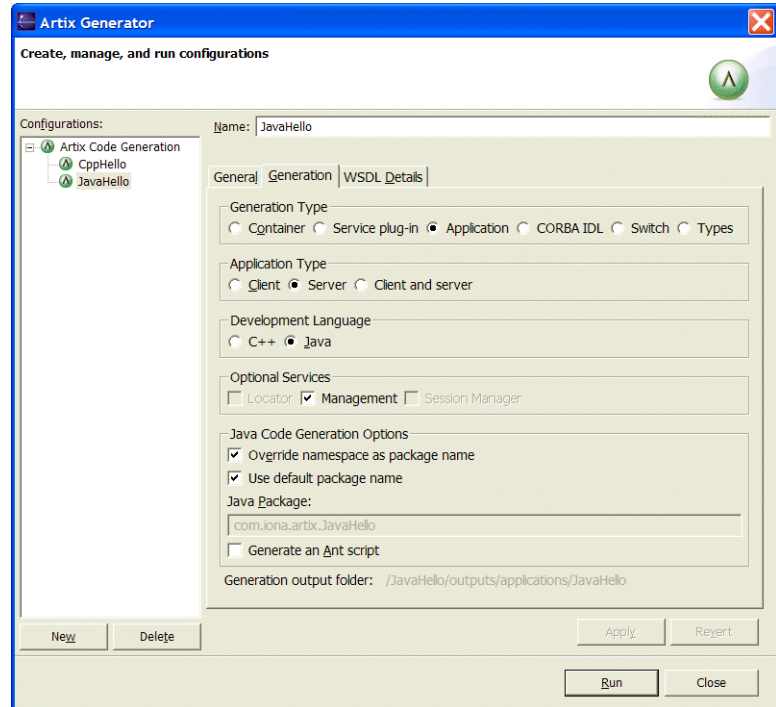 Artix Generator
Create, manage, and run configurations
Configurations:
Name: JavaHello
Artix Code Generation
CppHello
JavaHello
General Generation WSDL Details
Generation Type
Container Service plug-in Application CORBA IDL Switch Types
Application Type
Client Server Client and server
Development Language
C++ Java
Optional Services
Locator Management Session Manager
Java Code Generation Options
Override namespace as package name
Use default package name
Java Package:
com.iona.artix.JavaHello
Generate an Ant script
Generation output folder: /JavaHello/outputs/applications/JavaHello
New Delete Apply Revert
Run Close